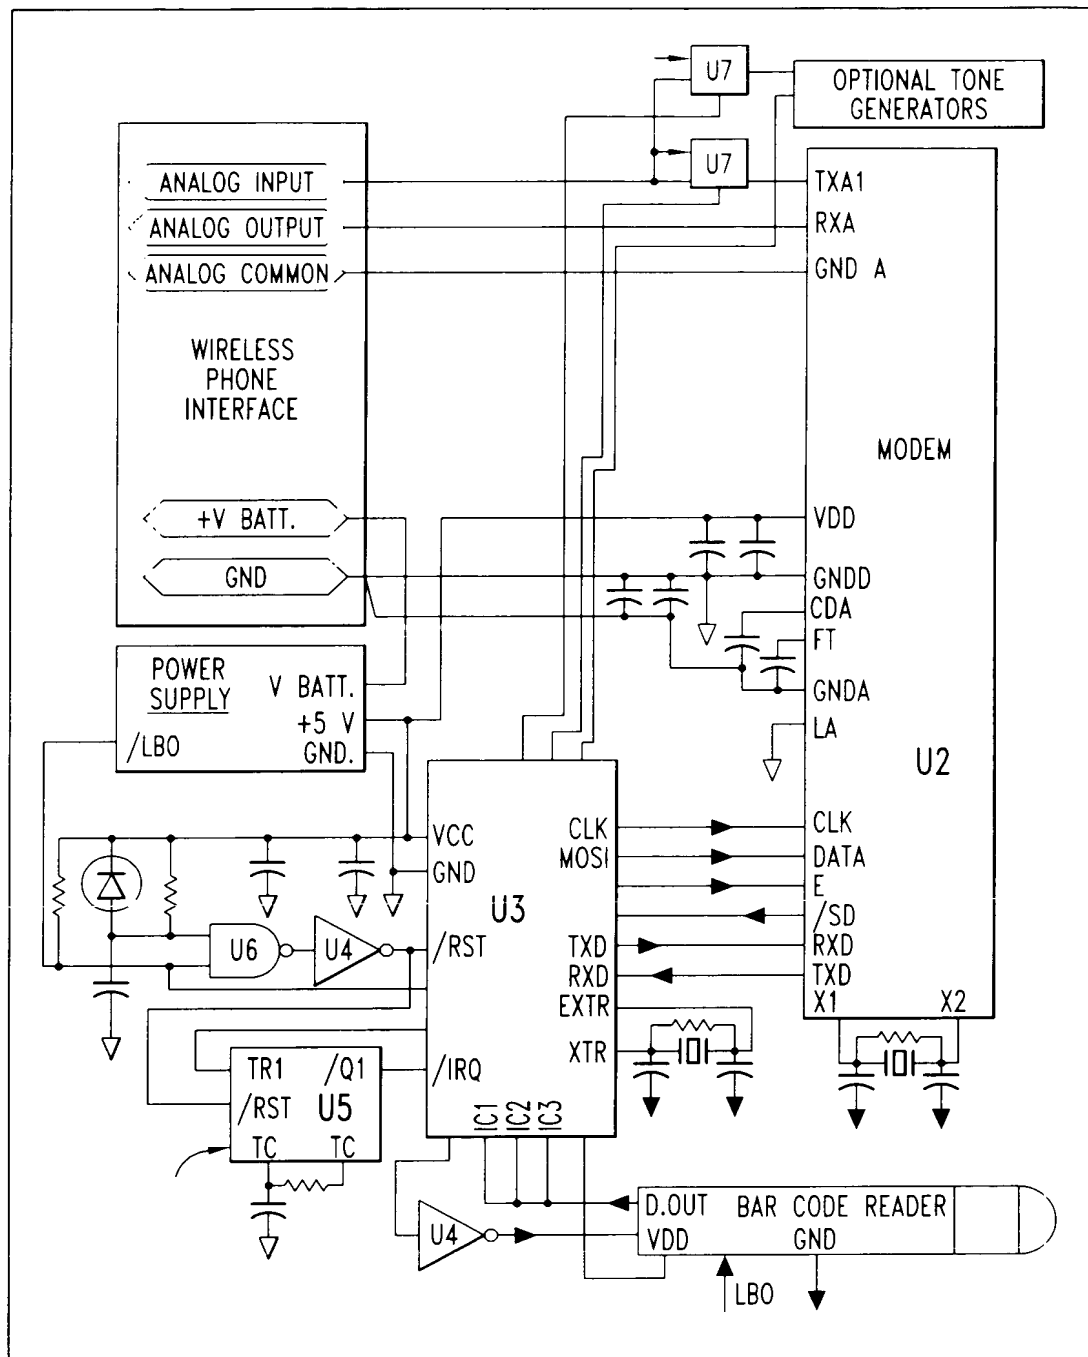 U7
OPTIONAL TONE
GENERATORS
U7
ANALOG INPUT
ANALOG OUTPUT
ANALOG COMMON
WIRELESS
PHONE
INTERFACE
+V BATT.
GND
TXA1
RXA
GND A
MODEM
VDD
GNDD
CDA
FT
GNDA
LA
U2
CLK
DATA
E
/SD
RXD
TXD
X1 X2
POWER
SUPPLY
V BATT.
+5 V
/LBO
GND.
VCC
GND
U3
/RST
/IRQ
CLK
MOSI
TXD
RXD
EXTR
XTR
IC1 IC2 IC3
U6
U4
TR1 /Q1
/RST U5
TC TC
U4
D.OUT BAR CODE READER
VDD GND
LBO